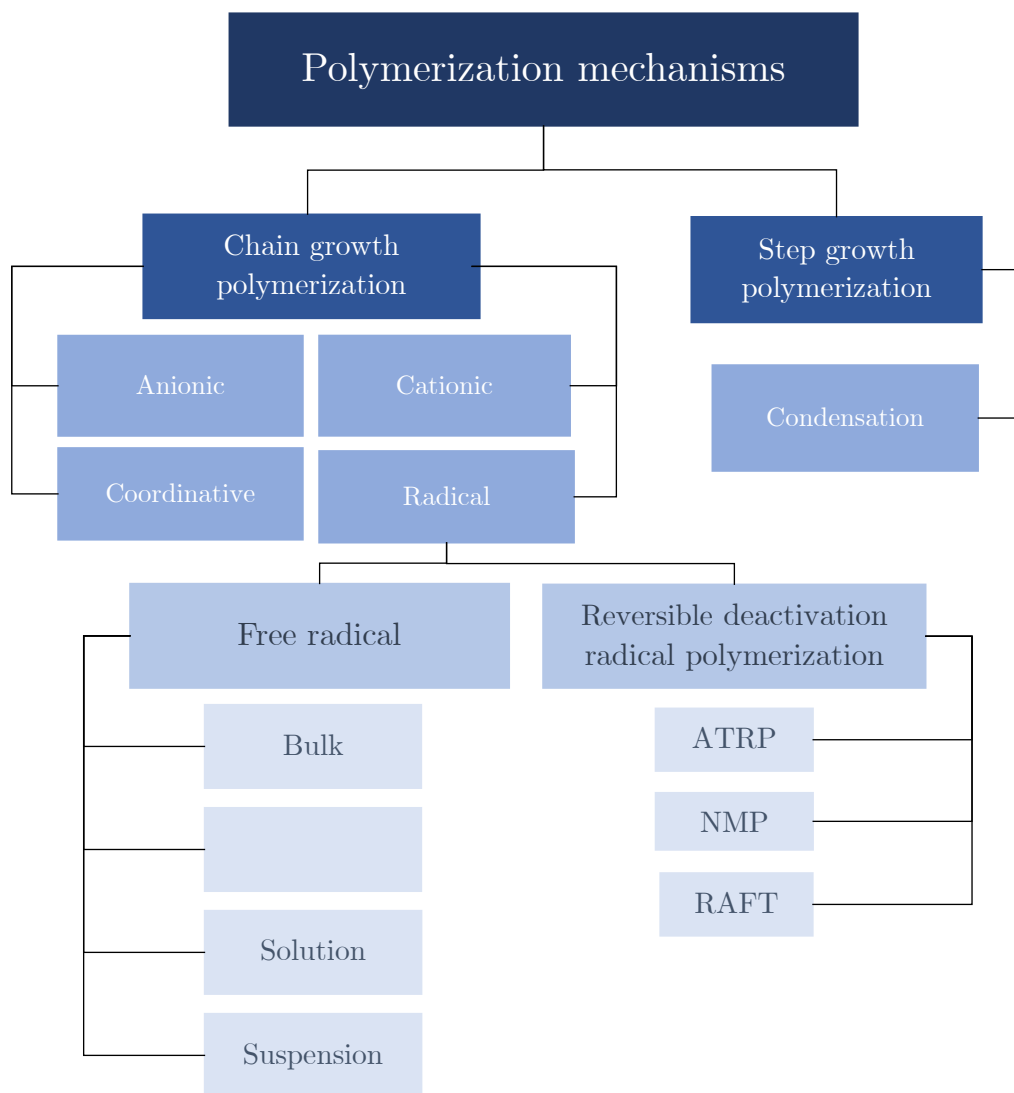 Polymerization mechanisms
Chain growth
polymerization
Step growth
polymerization
Anionic
Cationic
Condensation
Coordinative
Radical
Free radical
Reversible deactivation
radical polymerization
Bulk
ATRP
NMP
RAFT
Solution
Suspension